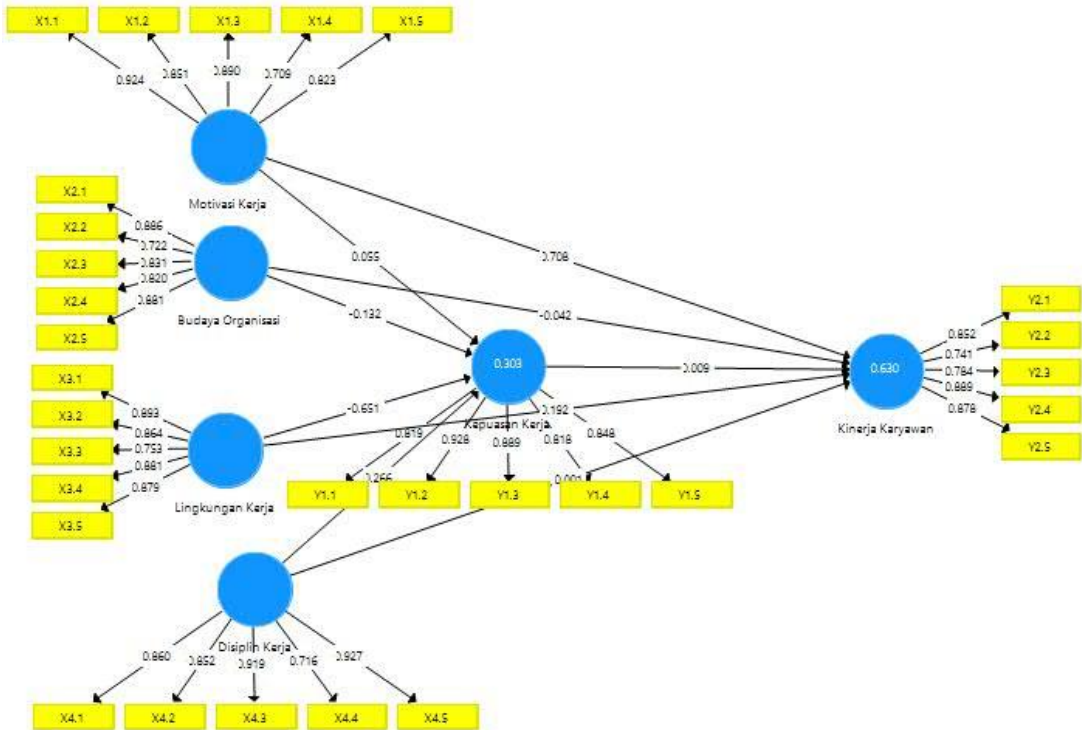 X1.1 X1.2 X1.3 X1.4 X1.5
0.924 0.851 0.890 0.709 0.823
Motivasi Kerja
X2.1
X2.2
X2.3
X2.4
X2.5
0.886
0.722
0.831
0.820
0.881
Budaya Organisasi
0.055
0.708
-0.132
-0.042
X3.1
X3.2
X3.3
X3.4
X3.5
0.893
0.864
0.753
0.881
0.879
Lingkungan Kerja
-0.651
0.192
0.303
Kepuasan Kerja
0.009
0.819 0.928 0.889 0.818 0.848
0.266
Y1.1 Y1.2 Y1.3 Y1.4 Y1.5
0.630
Kinerja Karyawan
0.852
0.741
0.784
0.889
0.878
Y2.1
Y2.2
Y2.3
Y2.4
Y2.5
Disiplin Kerja
0.860 0.852 0.919 0.716 0.927
X4.1 X4.2 X4.3 X4.4 X4.5